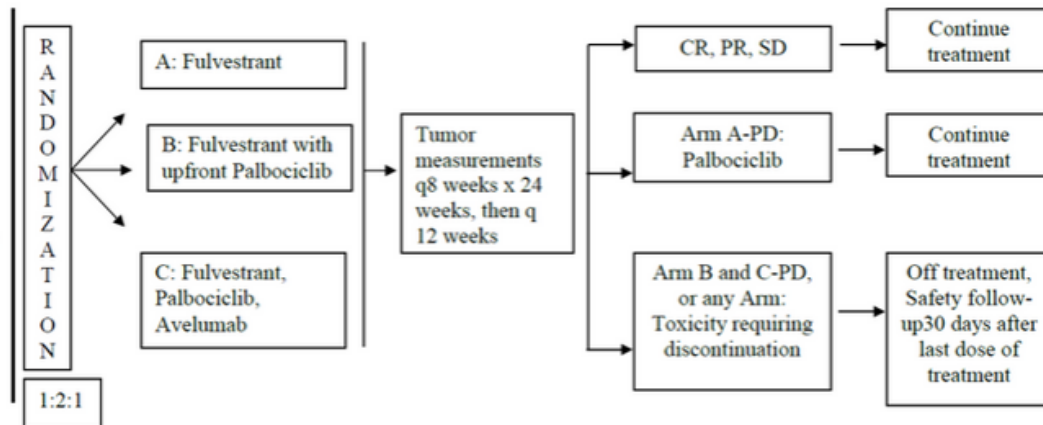 R
A
N
D
O
M
I
Z
A
T
I
O
N
1:2:1
A: Fulvestrant
B: Fulvestrant with
upfront Palbociclib
C: Fulvestrant,
Palbociclib,
Avelumab
Tumor
measurements
q8 weeks x 24
weeks, then q
12 weeks
CR, PR, SD
Continue
treatment
Arm A-PD:
Palbociclib
Continue
treatment
Arm B and C-PD,
or any Arm:
Toxicity requiring
discontinuation
Off treatment,
Safety follow-
up30 days after
last dose of
treatment